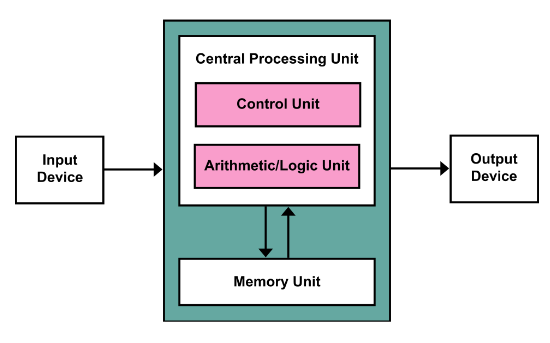 Central Processing Unit
Control Unit
Arithmetic/Logic Unit
Input
Device
Output
Device
Memory Unit